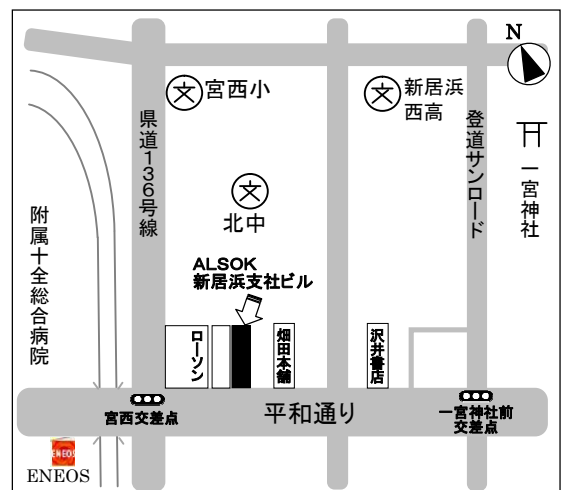 N
宮西小
新居浜
西高
県道136号線
登道サンロード
一宮神社
北中
附属十全総合病院
ALSOK
新居浜支社ビル
ローソン
畑田本舗
沢井書店
宮西交差点
平和通り
一宮神社前
交差点
ENEOS
ENEOS